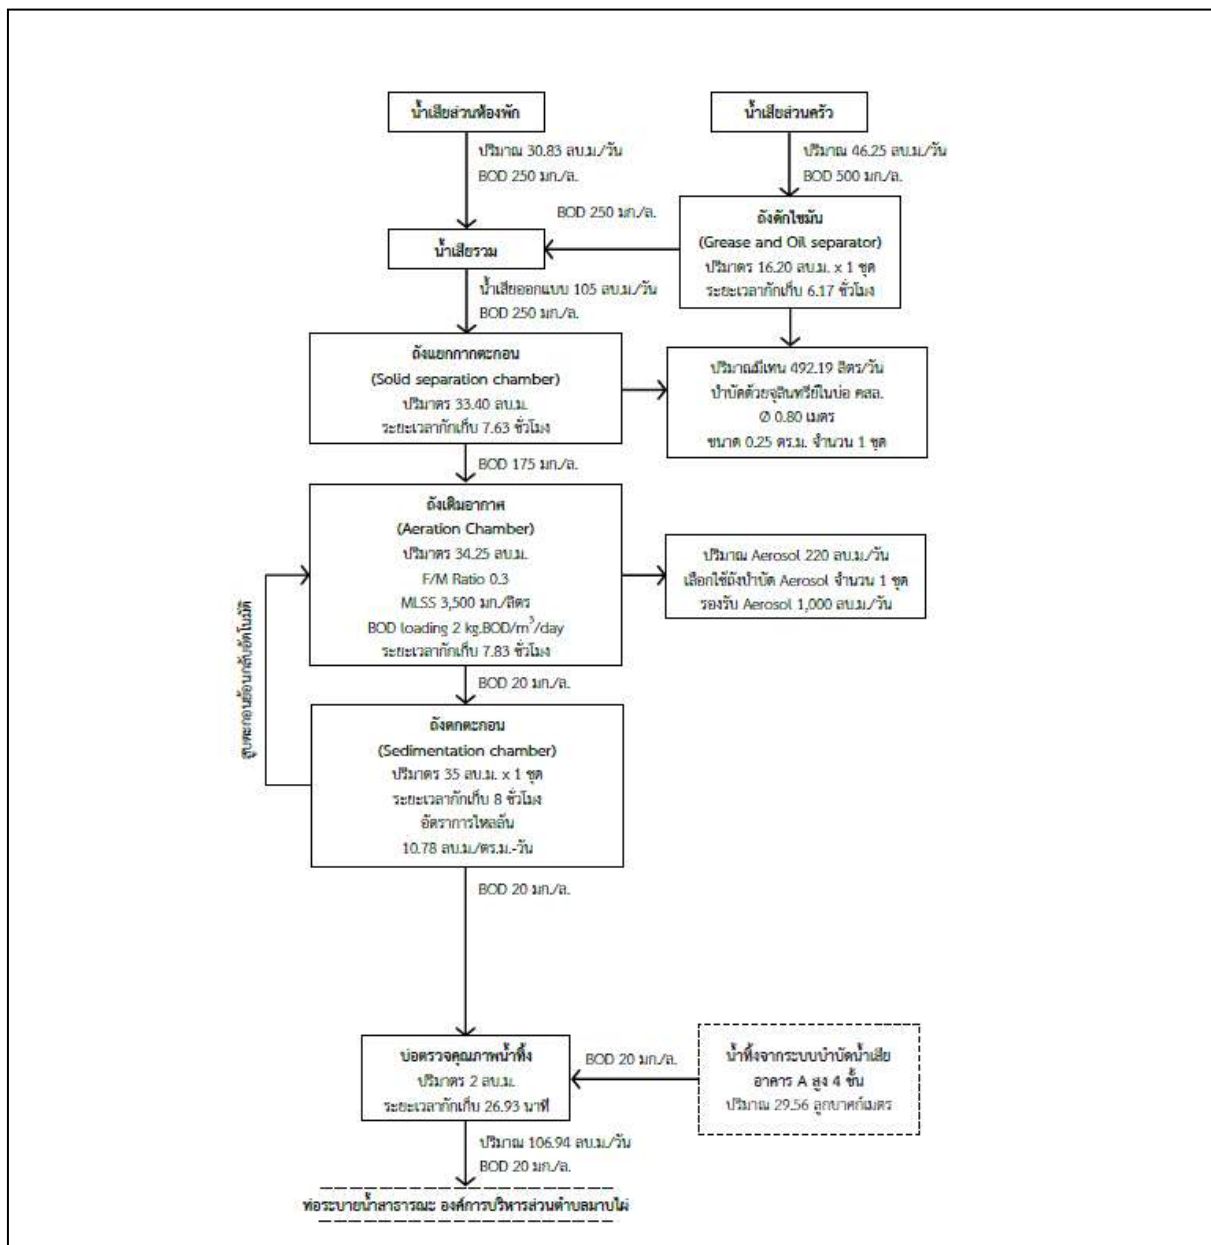 น้ำเสียส่วนห้องพัก
น้ำเสียส่วนครัว
ปริมาณ 30.83 ลบ.ม./วัน
BOD 250 มก./ล.
ปริมาณ 46.25 ลบ.ม./วัน
BOD 500 มก./ล.
BOD 250 มก./ล.
น้ำเสียรวม
ถังดักไขมัน
(Grease and Oil separator)
ปริมาตร 16.20 ลบ.ม. x 1 ชุด
ระยะเวลากักเก็บ 6.17 ชั่วโมง
น้ำเสียออกแบบ 105 ลบ.ม./วัน
BOD 250 มก./ล.
ถังแยกกากตะกอน
(Solid separation chamber)
ปริมาตร 33.40 ลบ.ม.
ระยะเวลากักเก็บ 7.63 ชั่วโมง
ปริมาณมีเทน 492.19 ลิตร/วัน
บำบัดด้วยจุลินทรีย์ในบ่อ คสล.
Ø 0.80 เมตร
ขนาด 0.25 ตร.ม. จำนวน 1 ชุด
BOD 175 มก./ล.
ถังเติมอากาศ
(Aeration Chamber)
ปริมาตร 34.25 ลบ.ม.
F/M Ratio 0.3
MLSS 3,500 มก./ลิตร
BOD loading 2 kg.BOD/m³/day
ระยะเวลากักเก็บ 7.83 ชั่วโมง
ปริมาณ Aerosol 220 ลบ.ม./วัน
เลือกใช้ถังบำบัด Aerosol จำนวน 1 ชุด
รองรับ Aerosol 1,000 ลบ.ม./วัน
สูบตะกอนย้อนกลับอัตโนมัติ
BOD 20 มก./ล.
ถังตกตะกอน
(Sedimentation chamber)
ปริมาตร 35 ลบ.ม. x 1 ชุด
ระยะเวลากักเก็บ 8 ชั่วโมง
อัตราการไหลล้น
10.78 ลบ.ม./ตร.ม.-วัน
BOD 20 มก./ล.
บ่อตรวจคุณภาพน้ำทิ้ง
ปริมาตร 2 ลบ.ม.
ระยะเวลากักเก็บ 26.93 นาที
BOD 20 มก./ล.
น้ำทิ้งจากระบบบำบัดน้ำเสีย
อาคาร A สูง 4 ชั้น
ปริมาณ 29.56 ลูกบาศก์เมตร
ปริมาณ 106.94 ลบ.ม./วัน
BOD 20 มก./ล.
ท่อระบายน้ำสาธารณะ องค์การบริหารส่วนตำบลมาบไผ่